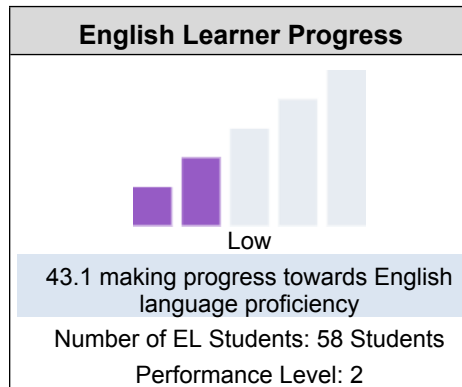 English Learner Progress
Low
43.1 making progress towards English
language proficiency
Number of EL Students: 58 Students
Performance Level: 2